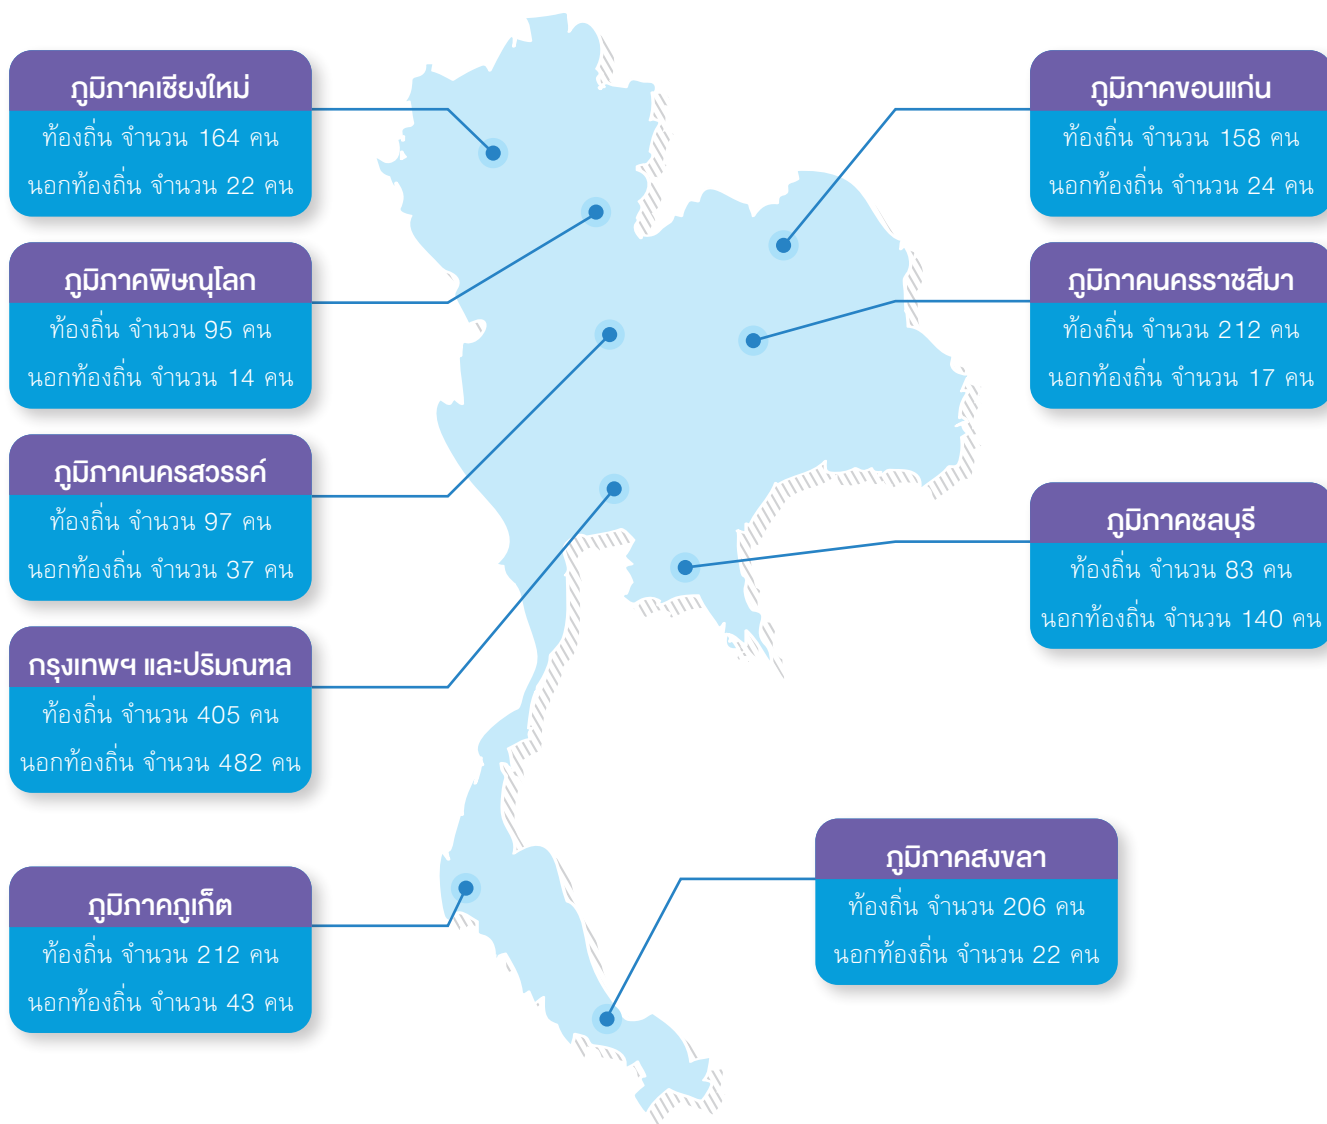 ภูมิภาคเชียงใหม่
ท้องถิ่น จำนวน 164 คน
นอกท้องถิ่น จำนวน 22 คน
ภูมิภาคพิษณุโลก
ท้องถิ่น จำนวน 95 คน
นอกท้องถิ่น จำนวน 14 คน
ภูมิภาคนครสวรรค์
ท้องถิ่น จำนวน 97 คน
นอกท้องถิ่น จำนวน 37 คน
กรุงเทพฯ และปริมณฑล
ท้องถิ่น จำนวน 405 คน
นอกท้องถิ่น จำนวน 482 คน
ภูมิภาคภูเก็ต
ท้องถิ่น จำนวน 212 คน
นอกท้องถิ่น จำนวน 43 คน
ภูมิภาคขอนแก่น
ท้องถิ่น จำนวน 158 คน
นอกท้องถิ่น จำนวน 24 คน
ภูมิภาคนครราชสีมา
ท้องถิ่น จำนวน 212 คน
นอกท้องถิ่น จำนวน 17 คน
ภูมิภาคชลบุรี
ท้องถิ่น จำนวน 83 คน
นอกท้องถิ่น จำนวน 140 คน
ภูมิภาคสงขลา
ท้องถิ่น จำนวน 206 คน
นอกท้องถิ่น จำนวน 22 คน